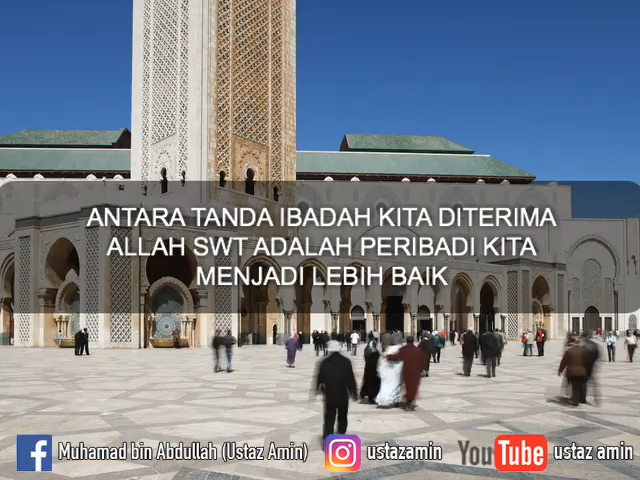 ANTARA TANDA IBADAH KITA DITERIMA
ALLAH SWT ADALAH PERIBADI KITA
MENJADI LEBIH BAIK
f Muhamad bin Abdullah (Ustaz Amin) ustazamin YouTube ustaz amin